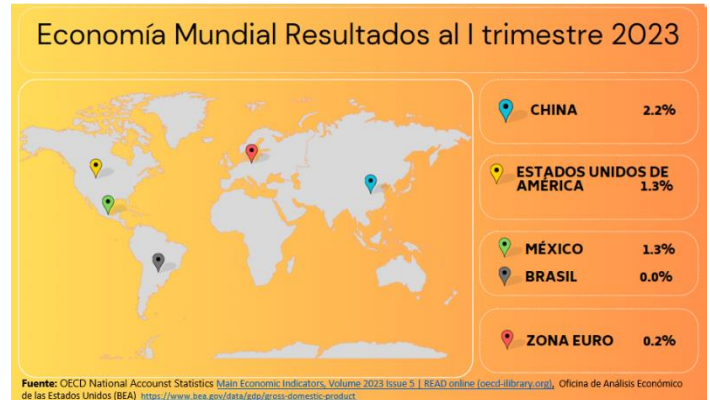 Economía Mundial Resultados al I trimestre 2023
CHINA 2.2%
ESTADOS UNIDOS DE
AMÉRICA 1.3%
MÉXICO 1.3%
BRASIL 0.0%
ZONA EURO 0.2%
Fuente: OECD National Accounst Statistics Main Economic Indicators, Volume 2023 Issue 5 | READ online (oecd-ilibrary.org), Oficina de Análisis Económico
de las Estados Unidos (BEA) https://www.bea.gov/data/gdp/gross-domestic-product